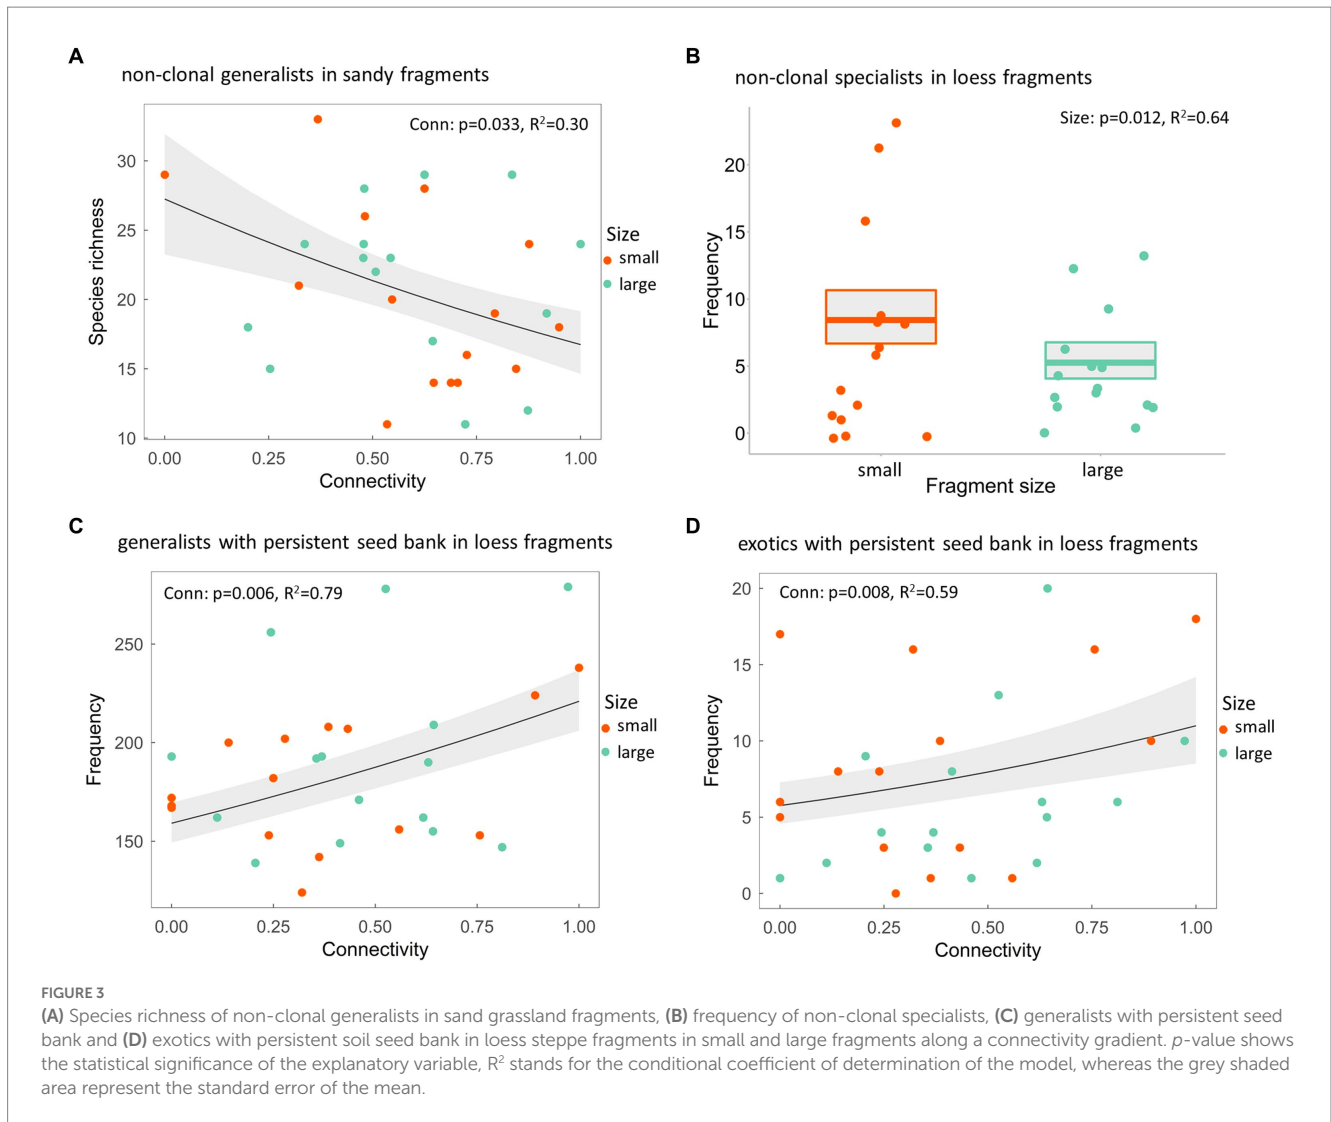 A
non-clonal generalists in sandy fragments
Conn: p=0.033, R²=0.30
30
25
20
15
10
Species richness
0.00 0.25 0.50 0.75 1.00
Connectivity
Size
small
large
B
non-clonal specialists in loess fragments
Size: p=0.012, R²=0.64
20
15
10
5
0
Frequency
small large
Fragment size
C
generalists with persistent seed bank in loess fragments
Conn: p=0.006, R²=0.79
250
200
150
Frequency
0.00 0.25 0.50 0.75 1.00
Connectivity
Size
small
large
D
exotics with persistent seed bank in loess fragments
Conn: p=0.008, R²=0.59
20
15
10
5
0
Frequency
0.00 0.25 0.50 0.75 1.00
Connectivity
Size
small
large
FIGURE 3
(A) Species richness of non-clonal generalists in sand grassland fragments, (B) frequency of non-clonal specialists, (C) generalists with persistent seed
bank and (D) exotics with persistent soil seed bank in loess steppe fragments in small and large fragments along a connectivity gradient. p-value shows
the statistical significance of the explanatory variable, R² stands for the conditional coefficient of determination of the model, whereas the grey shaded
area represent the standard error of the mean.